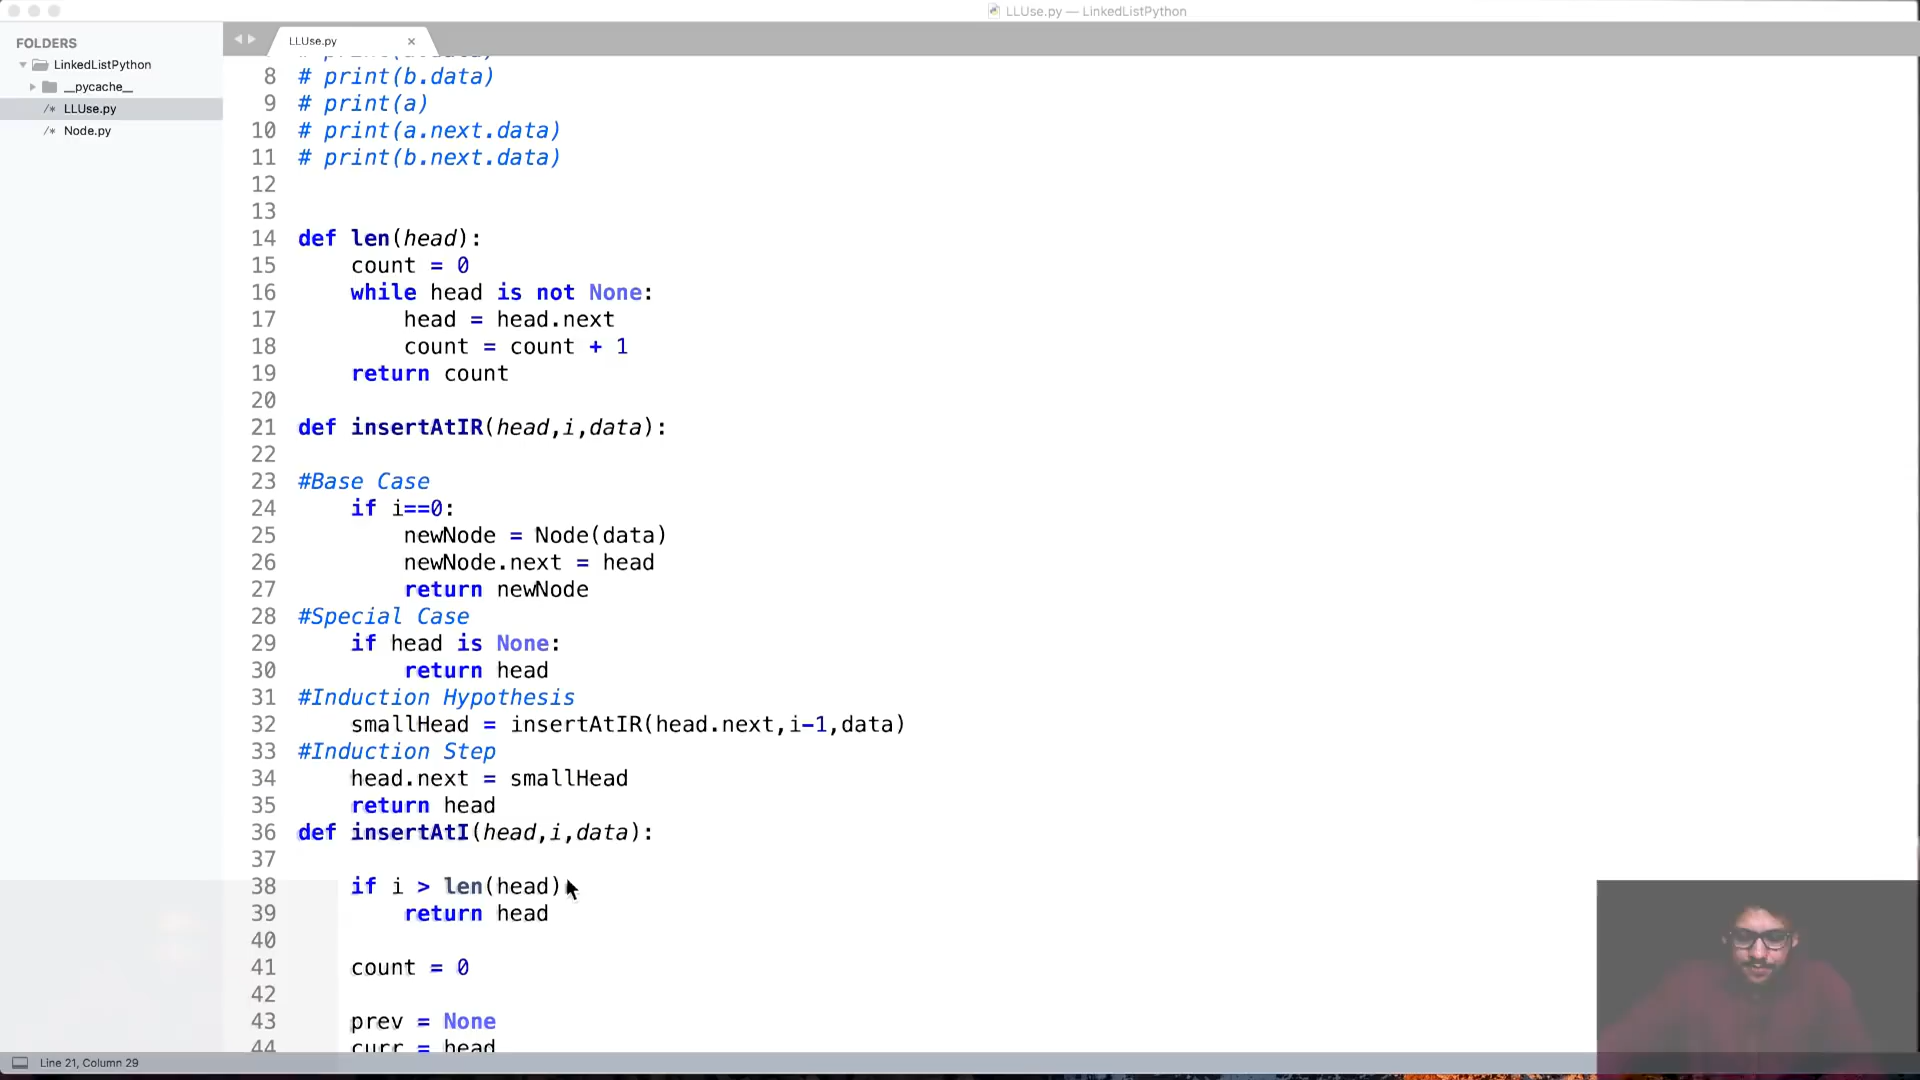 LLUse.py — LinkedListPython
FOLDERS
LinkedListPython
__pycache__
/* LLUse.py
/* Node.py
LLUse.py ×
8 # print(b.data)
9 # print(a)
10 # print(a.next.data)
11 # print(b.next.data)
12
13
14 def len(head):
15 count = 0
16 while head is not None:
17 head = head.next
18 count = count + 1
19 return count
20
21 def insertAtIR(head,i,data):
22
23 #Base Case
24 if i==0:
25 newNode = Node(data)
26 newNode.next = head
27 return newNode
28 #Special Case
29 if head is None:
30 return head
31 #Induction Hypothesis
32 smallHead = insertAtIR(head.next,i-1,data)
33 #Induction Step
34 head.next = smallHead
35 return head
36 def insertAtI(head,i,data):
37
38 if i > len(head)
39 return head
40
41 count = 0
42
43 prev = None
44 curr = head
Line 21, Column 29